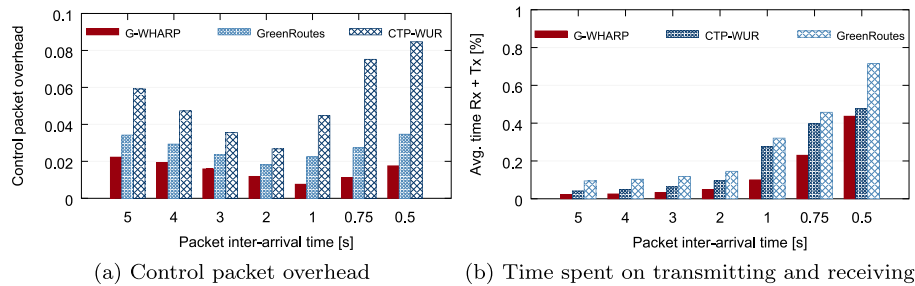 G-WHARP GreenRoutes CTP-WUR
0.1
0.08
0.06
0.04
0.02
0
Control packet overhead
5 4 3 2 1 0.75 0.5
Packet inter-arrival time [s]
(a) Control packet overhead
G-WHARP CTP-WUR GreenRoutes
1
0.8
0.6
0.4
0.2
0
Avg. time Rx + Tx [%]
5 4 3 2 1 0.75 0.5
Packet inter-arrival time [s]
(b) Time spent on transmitting and receiving